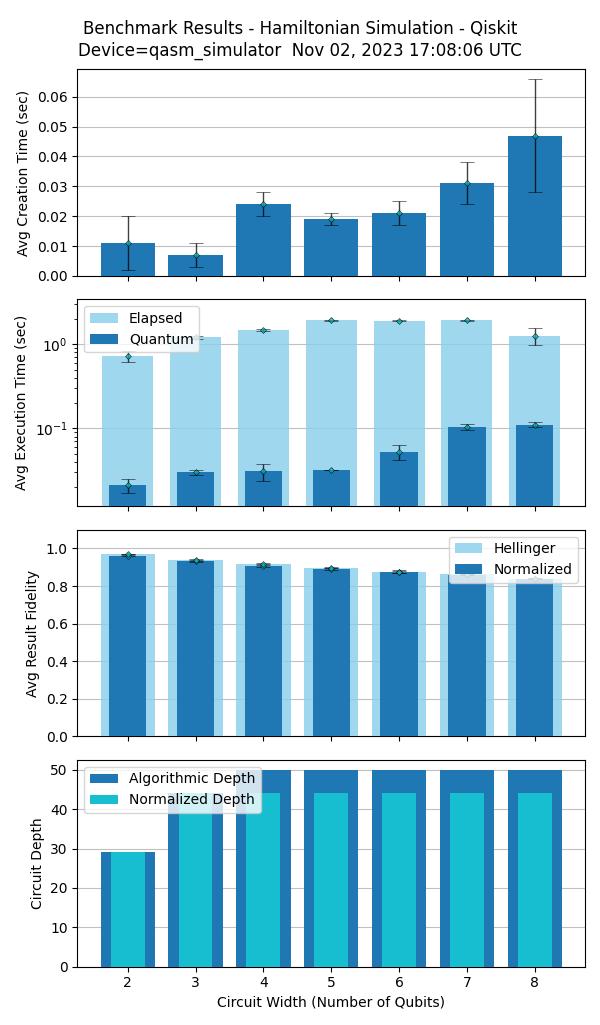 Benchmark Results - Hamiltonian Simulation - Qiskit
Device=qasm_simulator  Nov 02, 2023 17:08:06 UTC
Avg Creation Time (sec)
0.06
0.05
0.04
0.03
0.02
0.01
0.00
Avg Execution Time (sec)
Elapsed
Quantum
10⁰
10⁻¹
Avg Result Fidelity
Hellinger
Normalized
1.0
0.8
0.6
0.4
0.2
0.0
Circuit Depth
Algorithmic Depth
Normalized Depth
50
40
30
20
10
0
2 3 4 5 6 7 8
Circuit Width (Number of Qubits)